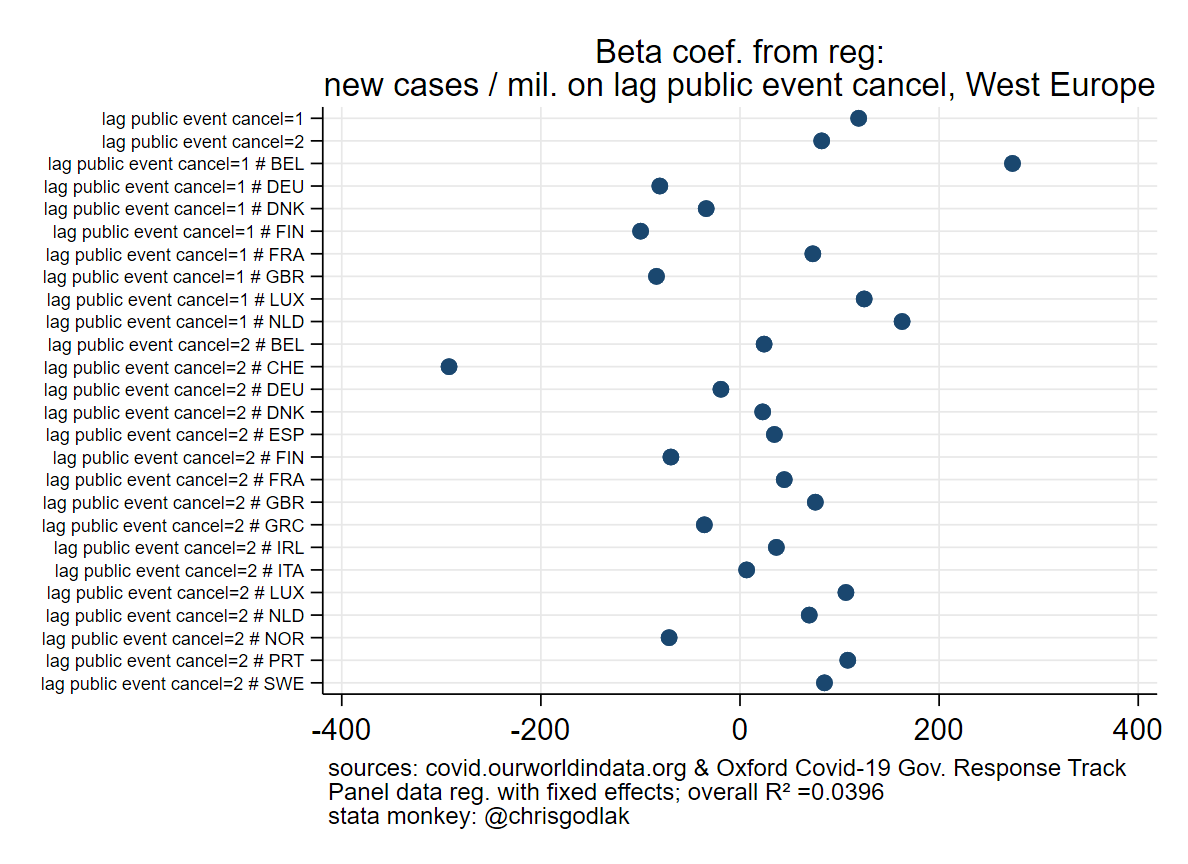 Beta coef. from reg:
new cases / mil. on lag public event cancel, West Europe
lag public event cancel=1
lag public event cancel=2
lag public event cancel=1 # BEL
lag public event cancel=1 # DEU
lag public event cancel=1 # DNK
lag public event cancel=1 # FIN
lag public event cancel=1 # FRA
lag public event cancel=1 # GBR
lag public event cancel=1 # LUX
lag public event cancel=1 # NLD
lag public event cancel=2 # BEL
lag public event cancel=2 # CHE
lag public event cancel=2 # DEU
lag public event cancel=2 # DNK
lag public event cancel=2 # ESP
lag public event cancel=2 # FIN
lag public event cancel=2 # FRA
lag public event cancel=2 # GBR
lag public event cancel=2 # GRC
lag public event cancel=2 # IRL
lag public event cancel=2 # ITA
lag public event cancel=2 # LUX
lag public event cancel=2 # NLD
lag public event cancel=2 # NOR
lag public event cancel=2 # PRT
lag public event cancel=2 # SWE
-400 -200 0 200 400
sources: covid.ourworldindata.org & Oxford Covid-19 Gov. Response Track
Panel data reg. with fixed effects; overall R² =0.0396
stata monkey: @chrisgodlak